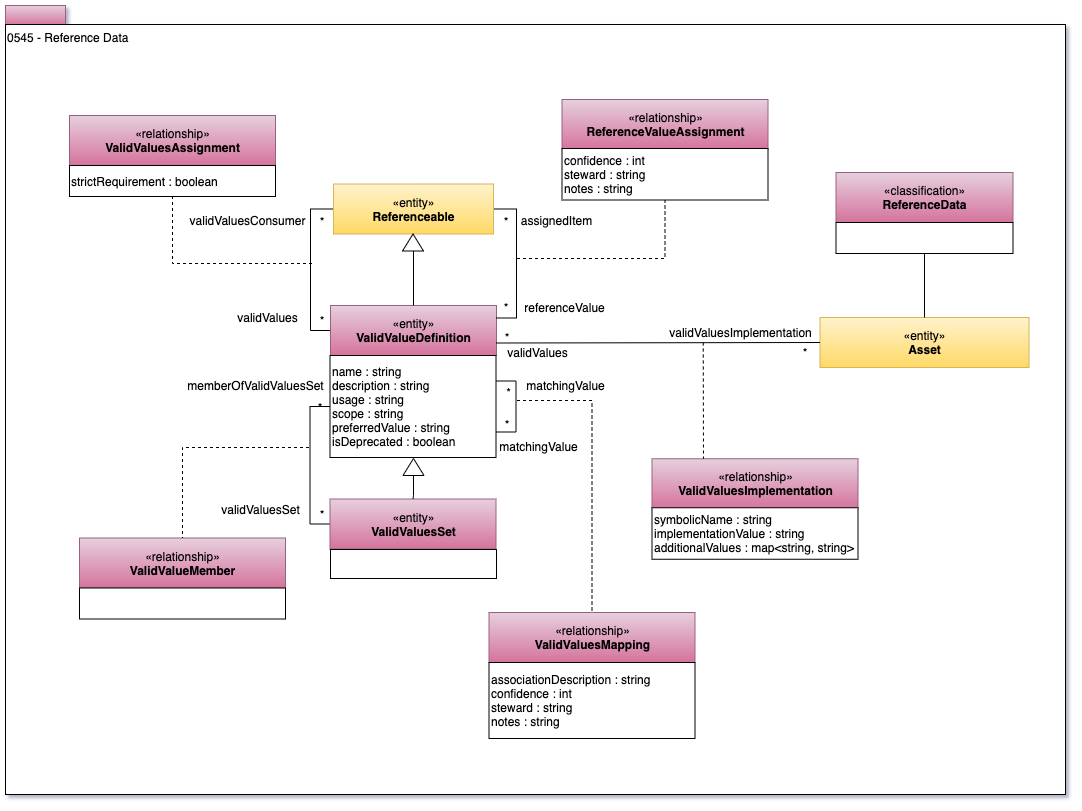 0545 - Reference Data
«relationship»
ValidValuesAssignment
strictRequirement : boolean
«relationship»
ReferenceValueAssignment
confidence : int
steward : string
notes : string
«classification»
ReferenceData
«entity»
Referenceable
validValuesConsumer
*
*
assignedItem
validValues
*
*
referenceValue
«entity»
ValidValueDefinition
name : string
description : string
usage : string
scope : string
preferredValue : string
isDeprecated : boolean
*
validValues
validValuesImplementation
*
«entity»
Asset
memberOfValidValuesSet
*
*
matchingValue
*
matchingValue
validValuesSet
*
«entity»
ValidValuesSet
«relationship»
ValidValueMember
«relationship»
ValidValuesImplementation
symbolicName : string
implementationValue : string
additionalValues : map<string, string>
«relationship»
ValidValuesMapping
associationDescription : string
confidence : int
steward : string
notes : string